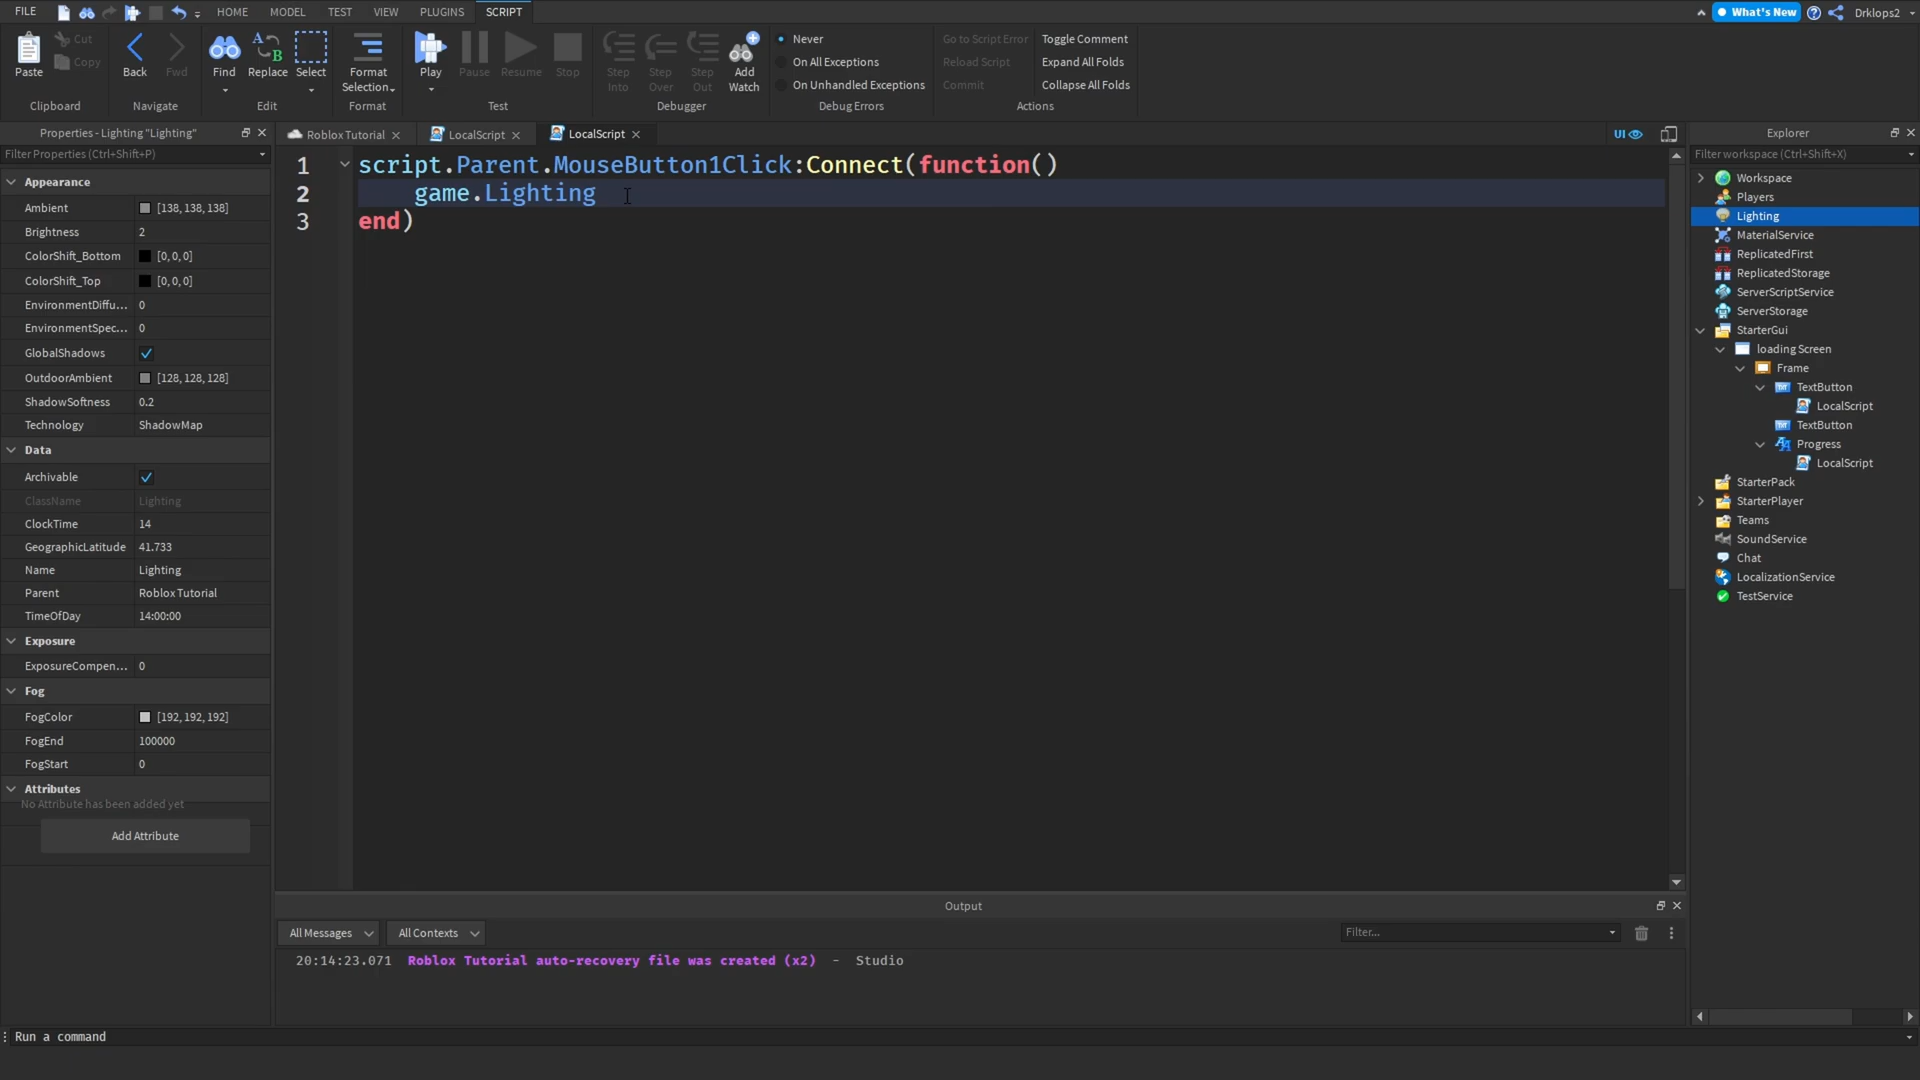 FILE HOME MODEL TEST VIEW PLUGINS SCRIPT What's New Drklops2
Paste Cut Copy Clipboard
Back Fwd Navigate
Find Replace Select Edit
Format Selection Format
Play Pause Resume Stop Test
Step Into Step Over Step Out Add Watch Debugger
Never
On All Exceptions
On Unhandled Exceptions
Debug Errors
Go to Script Error Toggle Comment
Reload Script Expand All Folds
Commit Collapse All Folds
Actions
Properties - Lighting "Lighting"
Filter Properties (Ctrl+Shift+P)
Appearance
Ambient [138, 138, 138]
Brightness 2
ColorShift_Bottom [0, 0, 0]
ColorShift_Top [0, 0, 0]
EnvironmentDiffu... 0
EnvironmentSpec... 0
GlobalShadows
OutdoorAmbient [128, 128, 128]
ShadowSoftness 0.2
Technology ShadowMap
Data
Archivable
ClassName Lighting
ClockTime 14
GeographicLatitude 41.733
Name Lighting
Parent Roblox Tutorial
TimeOfDay 14:00:00
Exposure
ExposureCompen... 0
Fog
FogColor [192, 192, 192]
FogEnd 100000
FogStart 0
Attributes
No Attribute has been added yet
Add Attribute
Roblox Tutorial LocalScript LocalScript UI
1 script.Parent.MouseButton1Click:Connect(function()
2 game.Lighting
3 end)
Output
All Messages All Contexts Filter...
20:14:23.071 Roblox Tutorial auto-recovery file was created (x2) - Studio
Explorer
Filter workspace (Ctrl+Shift+X)
Workspace
Players
Lighting
MaterialService
ReplicatedFirst
ReplicatedStorage
ServerScriptService
ServerStorage
StarterGui
loading Screen
Frame
TextButton
LocalScript
TextButton
Progress
LocalScript
StarterPack
StarterPlayer
Teams
SoundService
Chat
LocalizationService
TestService
Run a command